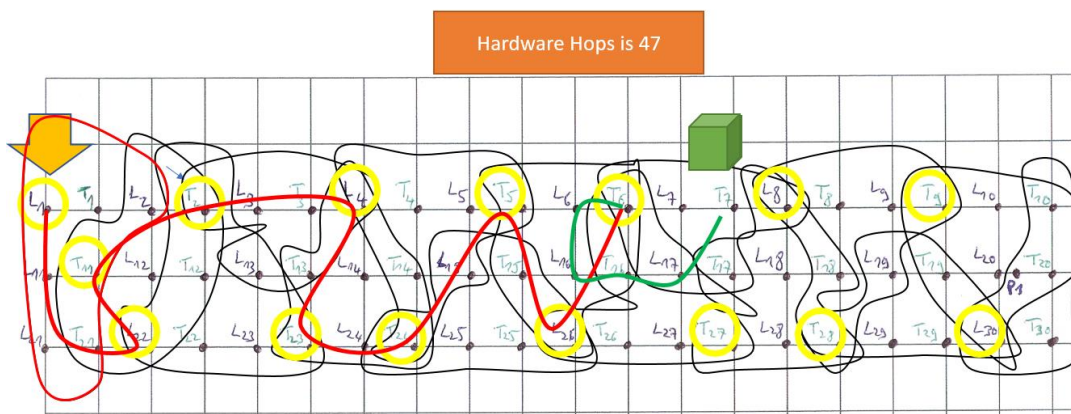 Hardware Hops is 47
L1 T1 L2 T2 L3 T3 L4 T4 L5 T5 L6 T6 L7 T7 L8 T8 L9 T9 L10 T10
L11 T11 L12 T12 L13 T13 L14 T14 L15 T15 L16 T16 L17 T17 L18 T18 L19 T19 L20 T20
P1
L21 T21 L22 T22 L23 T23 L24 T24 L25 T25 L26 T26 L27 T27 L28 T28 L29 T29 L30 T30